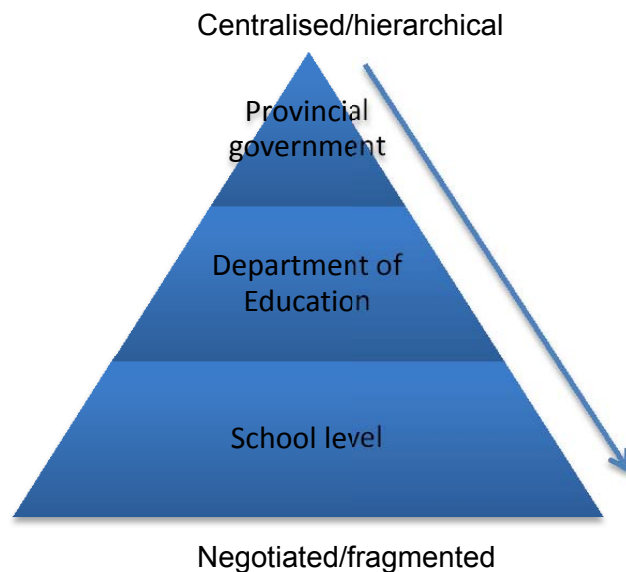 Centralised/hierarchical
Provincial
government
Department of
Education
School level
Negotiated/fragmented